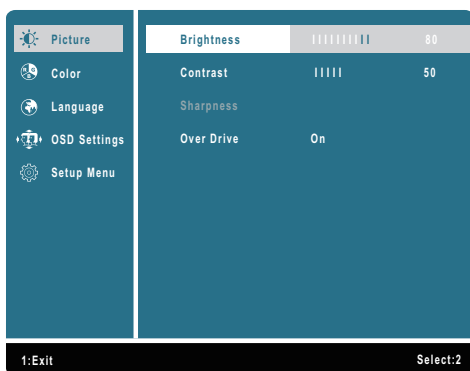 Picture
Color
Language
OSD Settings
Setup Menu
Brightness 80
Contrast 50
Sharpness
Over Drive On
1:Exit Select:2